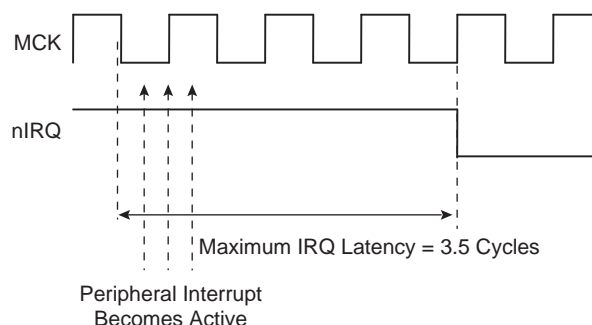 MCK
nIRQ
Maximum IRQ Latency = 3.5 Cycles
Peripheral Interrupt
Becomes Active